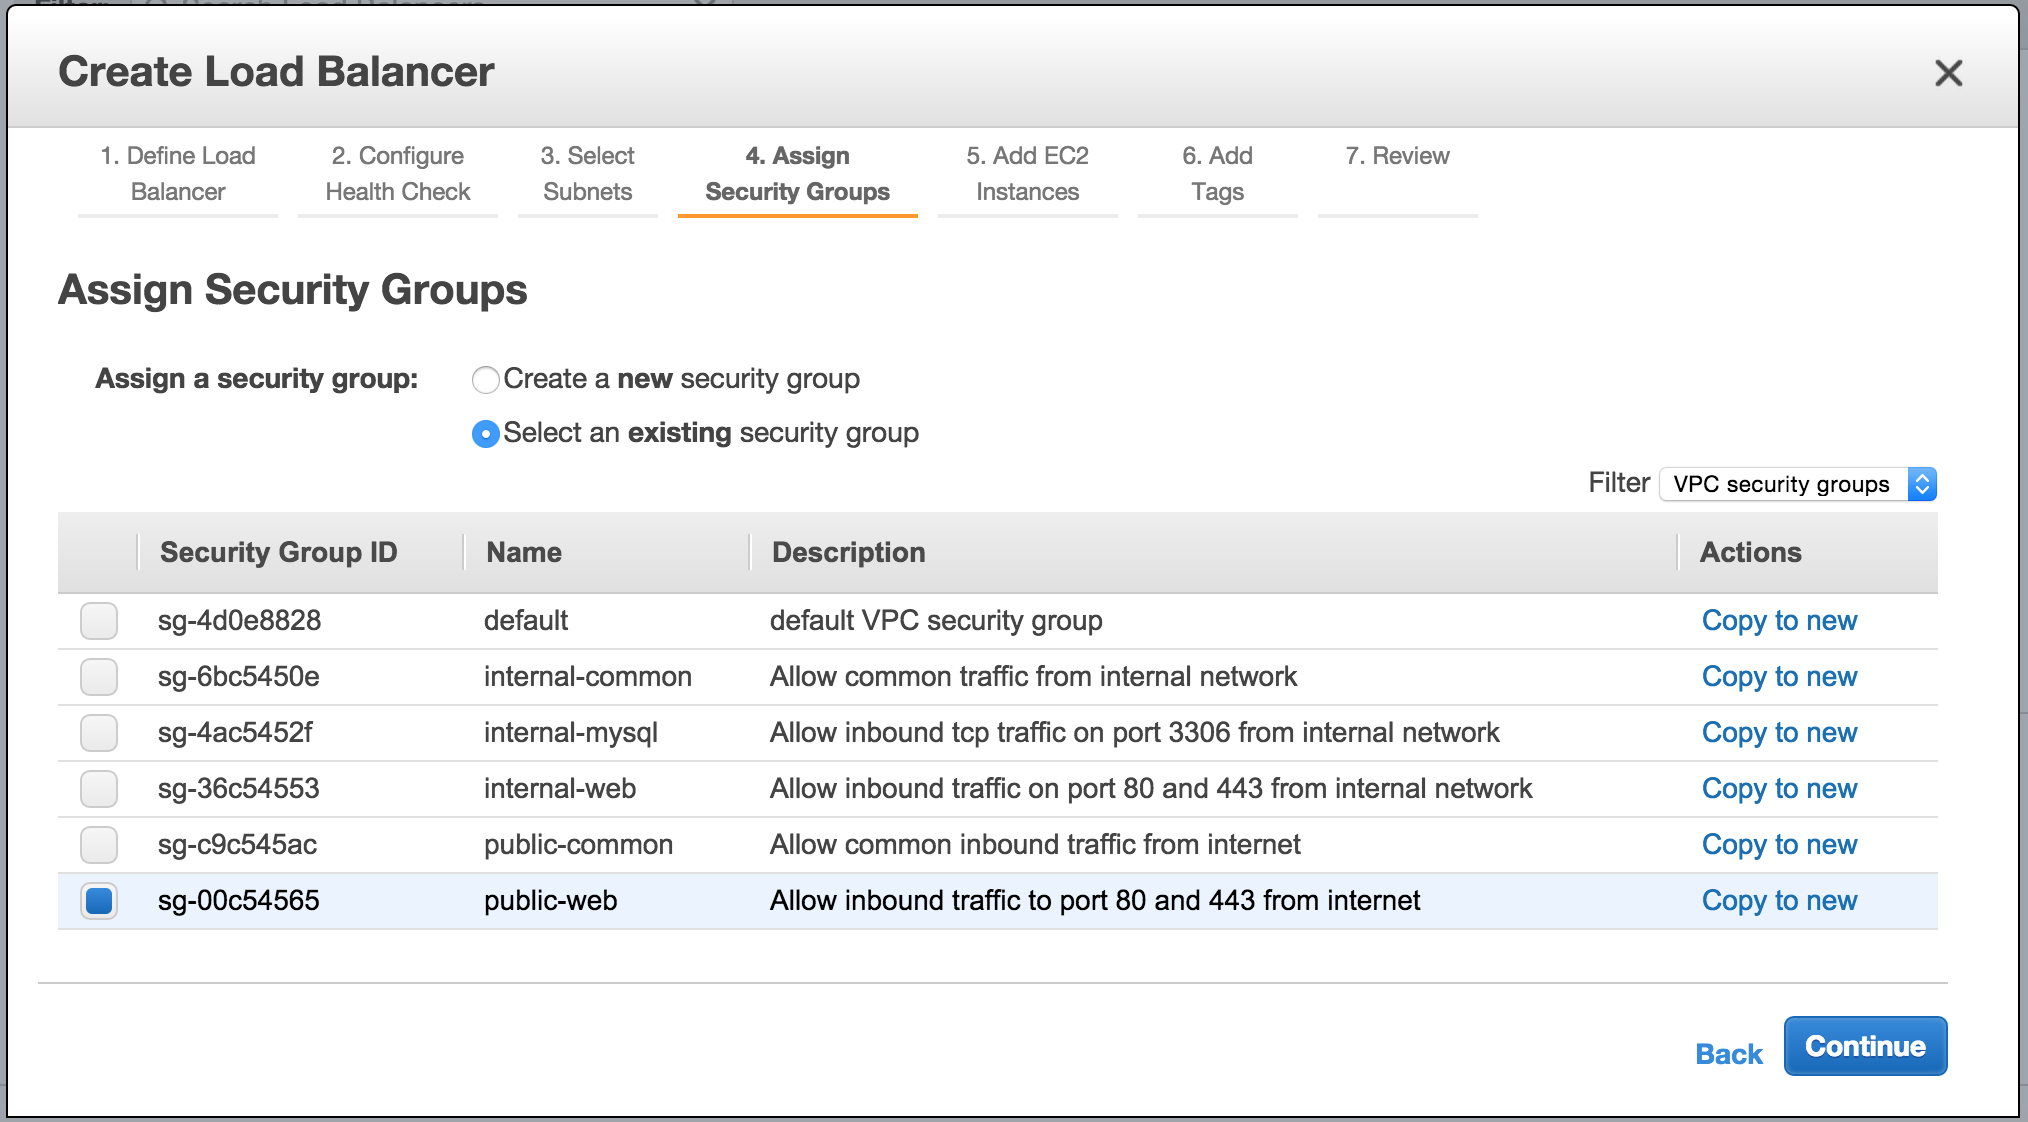 Create Load Balancer
1. Define Load Balancer
2. Configure Health Check
3. Select Subnets
4. Assign Security Groups
5. Add EC2 Instances
6. Add Tags
7. Review
Assign Security Groups
Assign a security group:
Create a new security group
Select an existing security group
Filter VPC security groups
Security Group ID Name Description Actions
sg-4d0e8828 default default VPC security group Copy to new
sg-6bc5450e internal-common Allow common traffic from internal network Copy to new
sg-4ac5452f internal-mysql Allow inbound tcp traffic on port 3306 from internal network Copy to new
sg-36c54553 internal-web Allow inbound traffic on port 80 and 443 from internal network Copy to new
sg-c9c545ac public-common Allow common inbound traffic from internet Copy to new
sg-00c54565 public-web Allow inbound traffic to port 80 and 443 from internet Copy to new
Back Continue